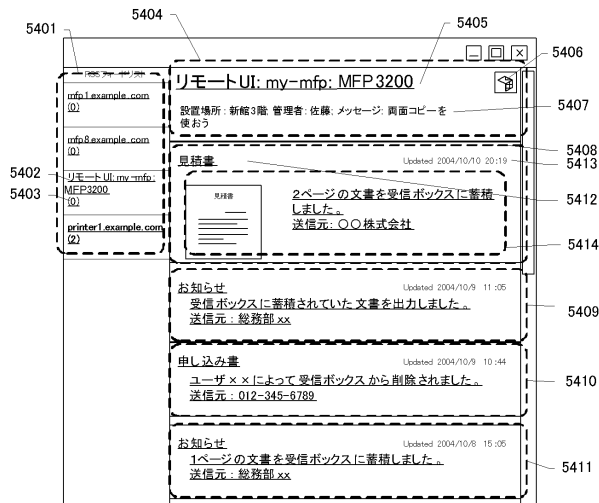 5404
5405
5401
5406
RSSフィードリスト
リモートUI: my-mfp: MFP3200
mfp1.example.com
(0)
設置場所：新館3階; 管理者：佐藤; メッセージ：両面コピーを
使おう
5407
mfp8.example.com
(0)
5408
見積書
Updated 2004/10/10 20:19
5413
5402
リモートUI: my-mfp:
MFP3200
5403
(0)
見積書
2ページの文書を受信ボックスに蓄積
しました。
送信元：○○株式会社
5412
printer1.example.com
(2)
5414
お知らせ
Updated 2004/10/9 11:05
受信ボックスに蓄積されていた文書を出力しました。
送信元：総務部xx
5409
申し込み書
Updated 2004/10/9 10:44
ユーザ××によって受信ボックスから削除されました。
送信元：012-345-6789
5410
お知らせ
Updated 2004/10/8 15:05
1ページの文書を受信ボックスに蓄積しました。
送信元：総務部xx
5411